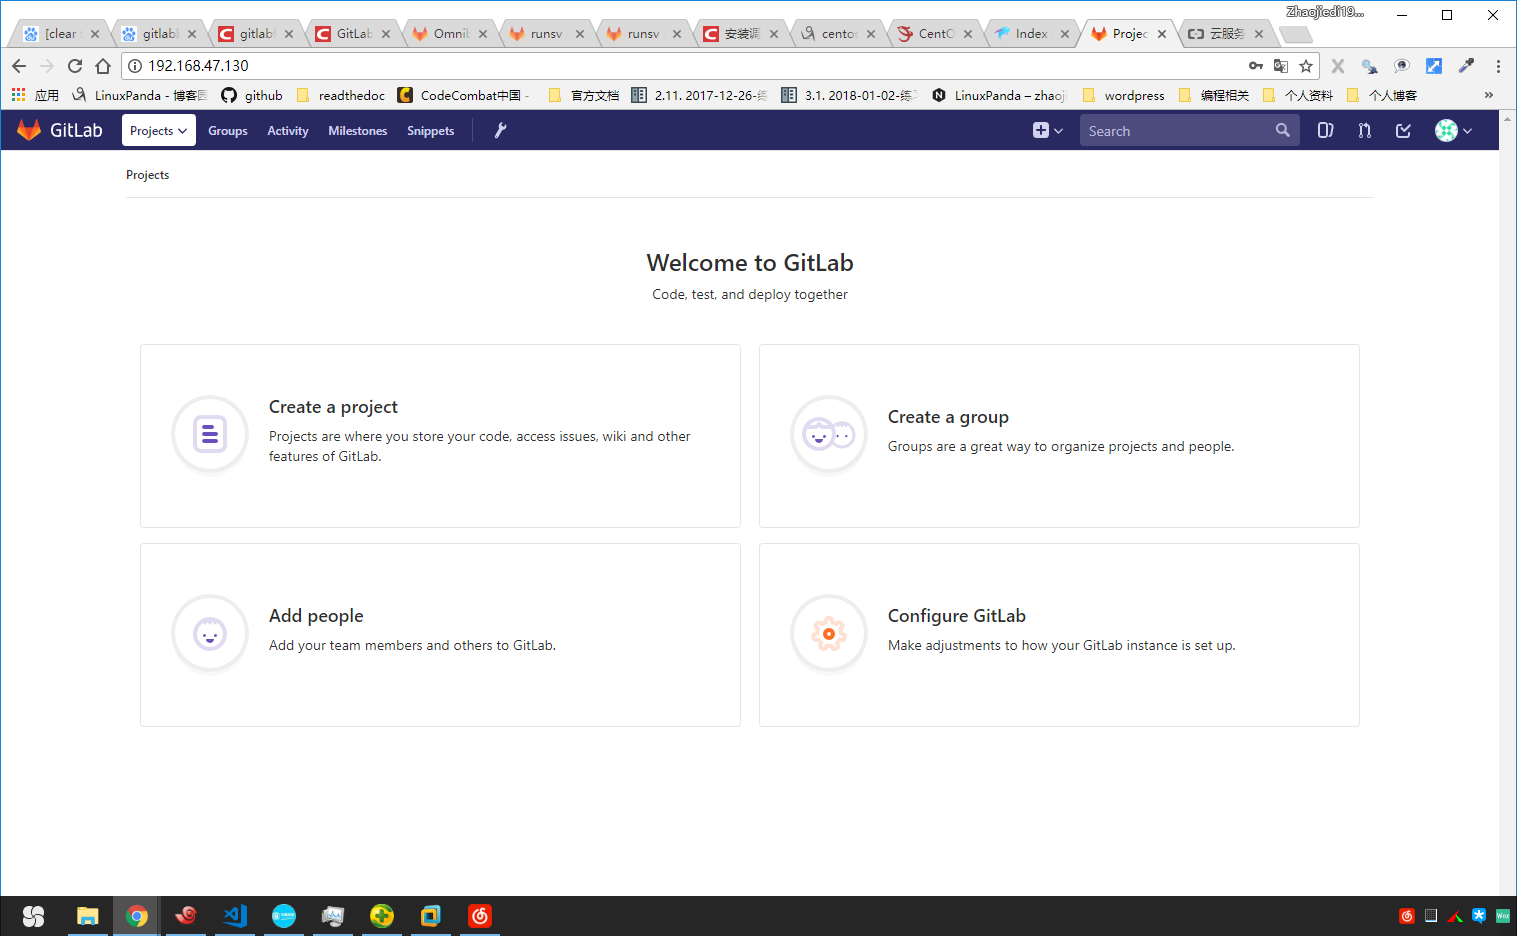 Zhaojiedi19...
[clear
gitlab
gitlab
GitLab
Omnib
runsv
runsv
安装调
centos
CentO
Index
Projec
云服务
192.168.47.130
应用
LinuxPanda - 博客园
github
readthedoc
CodeCombat中国 -
官方文档
2.11. 2017-12-26-练
3.1. 2018-01-02-练
LinuxPanda – zhaoji
wordpress
编程相关
个人资料
个人博客
»
GitLab
Projects
Groups
Activity
Milestones
Snippets
Search
Projects
Welcome to GitLab
Code, test, and deploy together
Create a project
Projects are where you store your code, access issues, wiki and other
features of GitLab.
Create a group
Groups are a great way to organize projects and people.
Add people
Add your team members and others to GitLab.
Configure GitLab
Make adjustments to how your GitLab instance is set up.
Wox